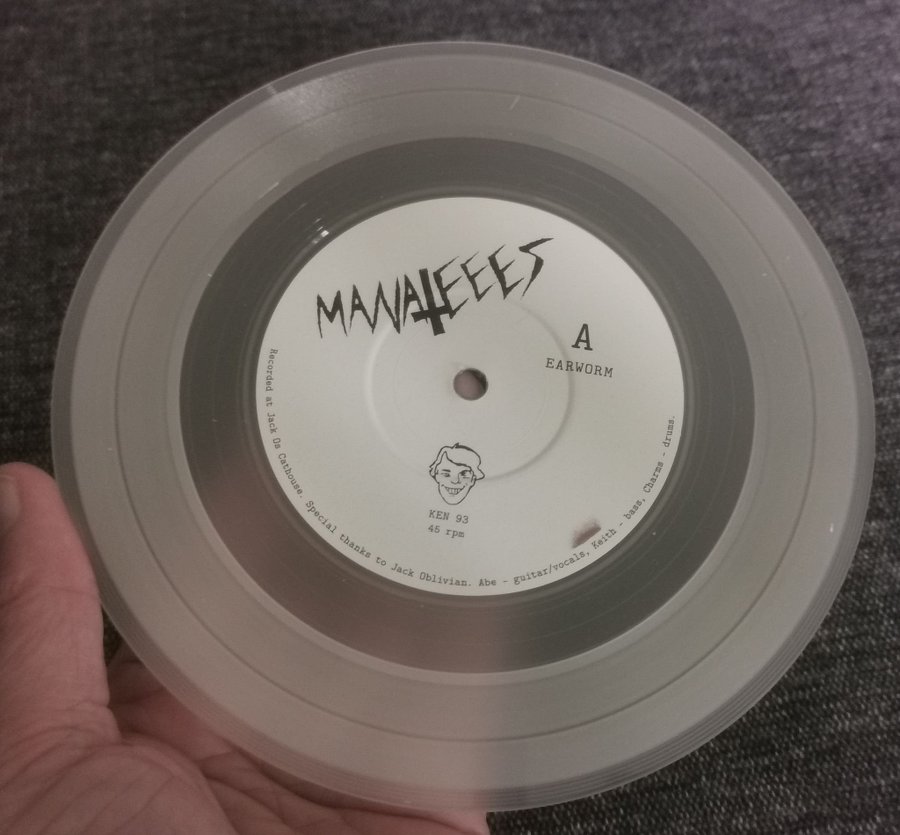 MANATEEES
A
EARWORM
KEN 93
45 rpm
Recorded at Jack Os Cathouse. Special thanks to Jack Oblivian. Abe - guitar/vocals, Keith - bass, Charms - drums.